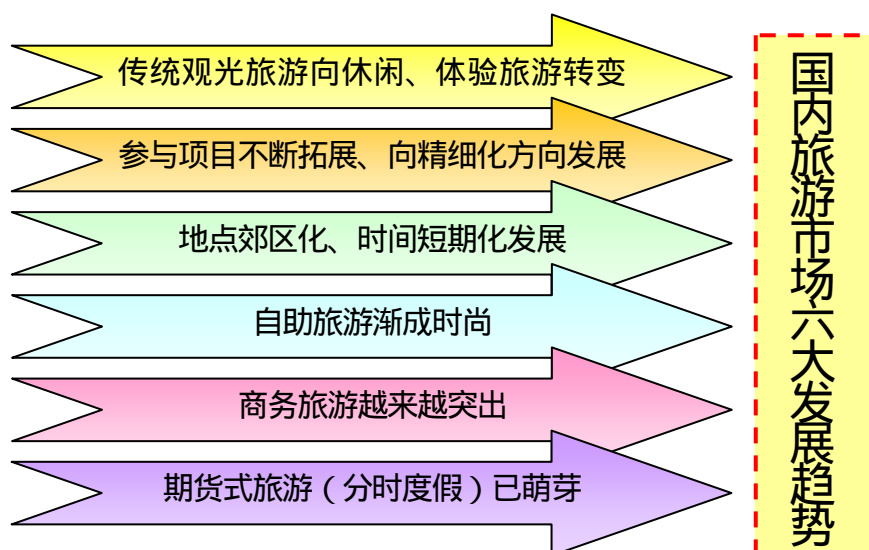 传统观光旅游向休闲、体验旅游转变
参与项目不断拓展、向精细化方向发展
地点郊区化、时间短期化发展
自助旅游渐成时尚
商务旅游越来越突出
期货式旅游（分时度假）已萌芽
国内旅游市场六大发展趋势